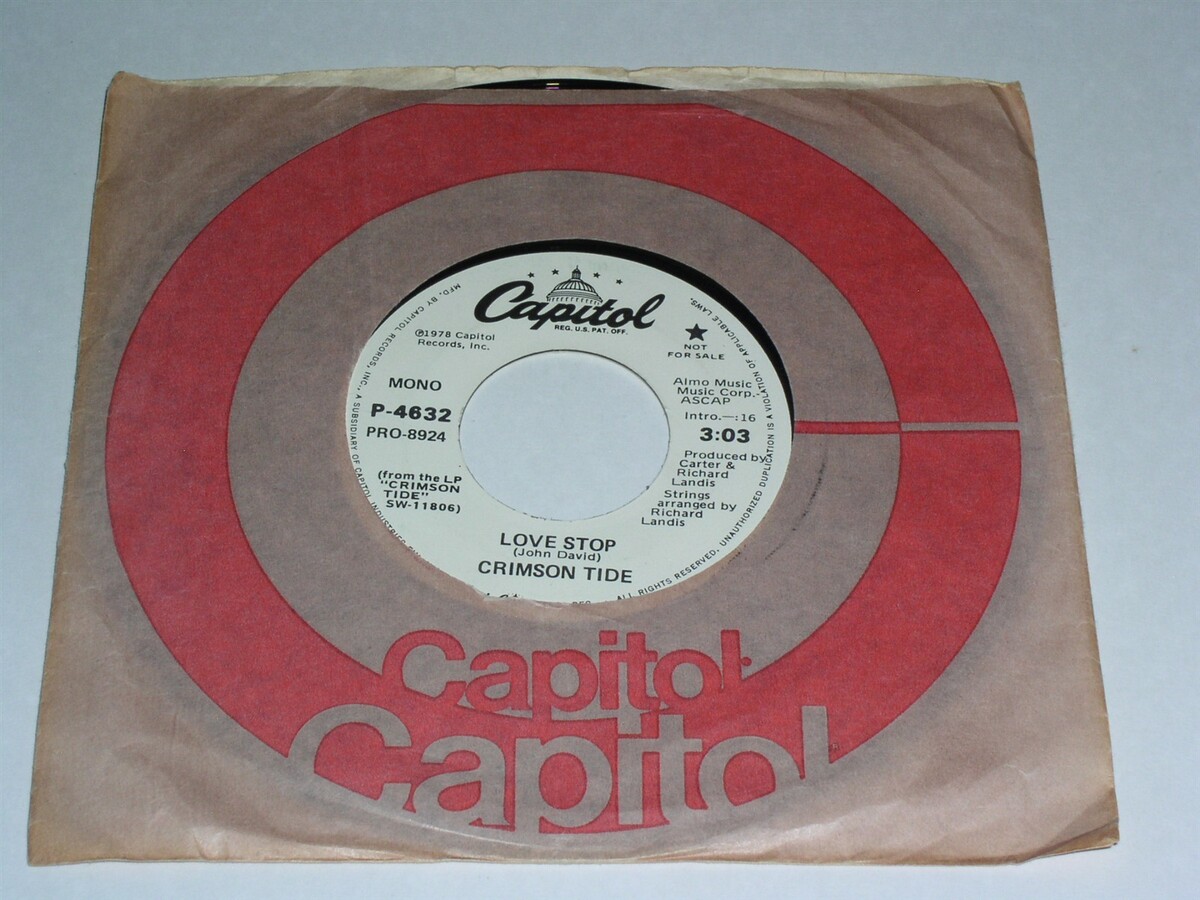 Capitol
REG. U.S. PAT. OFF.
℗1978 Capitol
Records, Inc.
NOT
FOR SALE
MONO
P-4632
PRO-8924
(from the LP
"CRIMSON
TIDE"
SW-11806)
Almo Music
Music Corp.-
ASCAP
Intro.—:16
3:03
Produced by
Carter &
Richard
Landis
Strings
arranged by
Richard
Landis
LOVE STOP
(John David)
CRIMSON TIDE
MFD. BY CAPITOL RECORDS, INC., A SUBSIDIARY OF CAPITOL INDUSTRIES
ALL RIGHTS RESERVED. UNAUTHORIZED DUPLICATION IS A VIOLATION OF APPLICABLE LAWS.
Capitol
Capitol